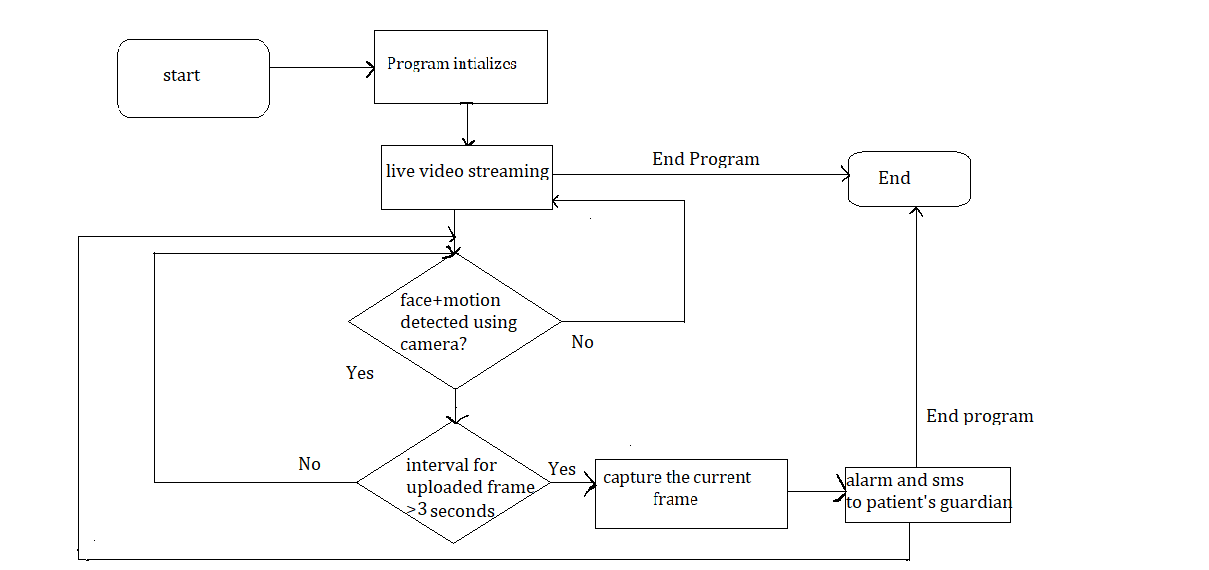 start
Program intializes
live video streaming
End Program
End
face+motion
detected using
camera?
No
Yes
End program
No
interval for
uploaded frame
>3 seconds
Yes
capture the current
frame
alarm and sms
to patient's guardian